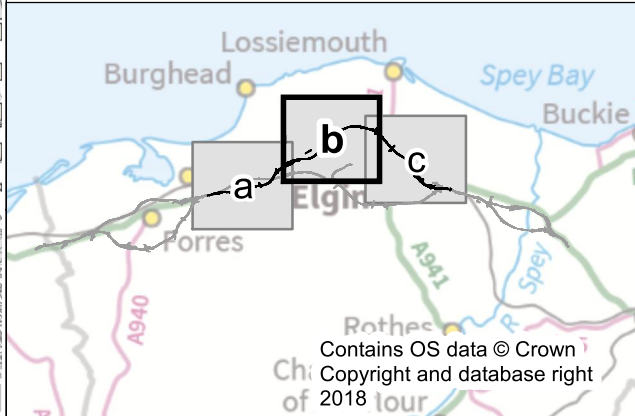 Lossiemouth
Burghead
Spey Bay
Buckie
b
a
c
Elgin
Forres
A941
Spey
R
A940
Rothes
Contains OS data © Crown
Copyright and database right
2018